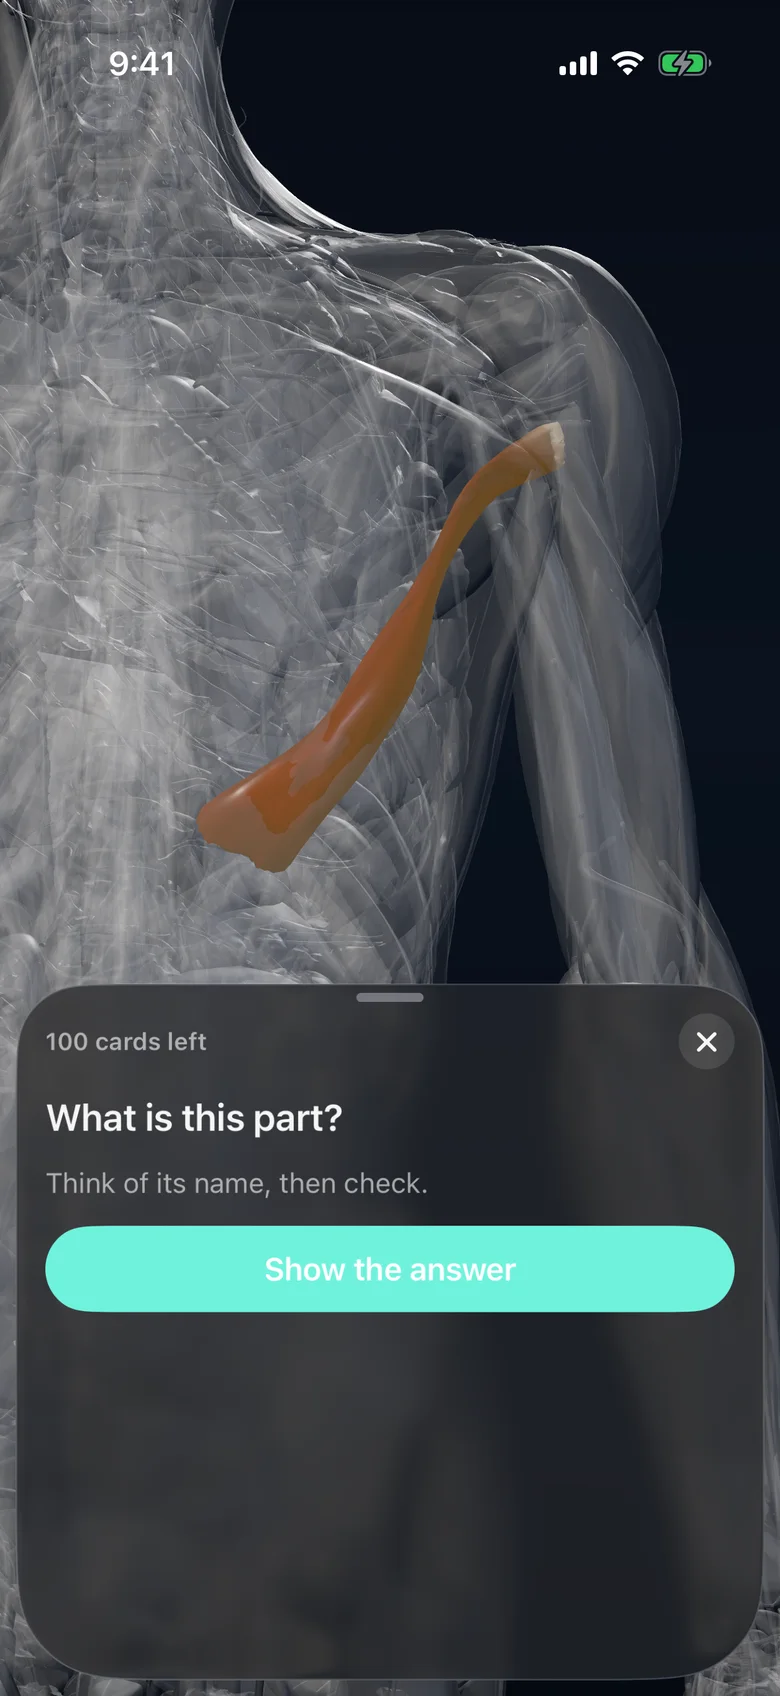 9:41
100 cards left
What is this part?
Think of its name, then check.
Show the answer